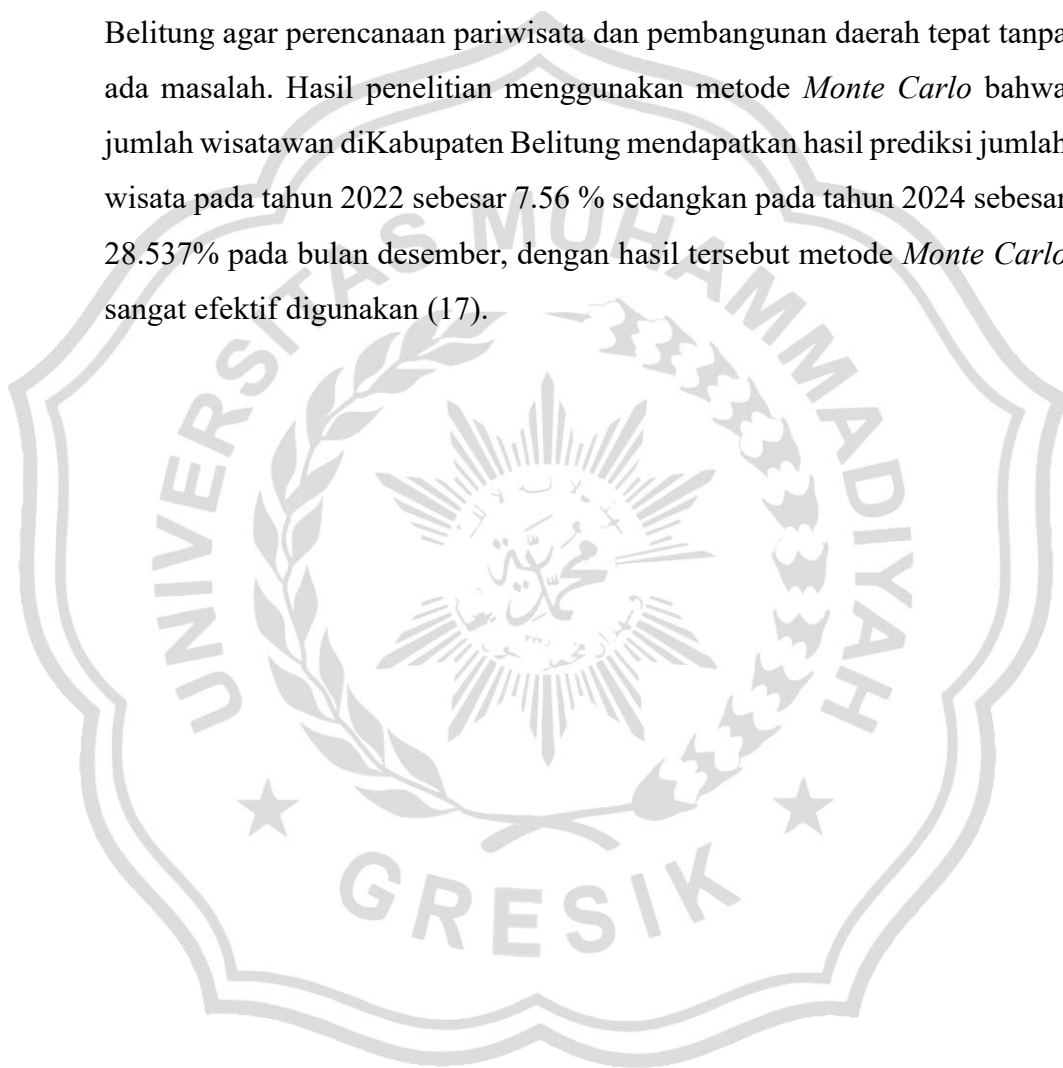 Belitung agar perencanaan pariwisata dan pembangunan daerah tepat tanpa
ada masalah. Hasil penelitian menggunakan metode Monte Carlo bahwa
jumlah wisatawan diKabupaten Belitung mendapatkan hasil prediksi jumlah
wisata pada tahun 2022 sebesar 7.56 % sedangkan pada tahun 2024 sebesar
28.537% pada bulan desember, dengan hasil tersebut metode Monte Carlo
sangat efektif digunakan (17).
UNIVERSITAS MUHAMMADIYAH
محمد
GRESIK